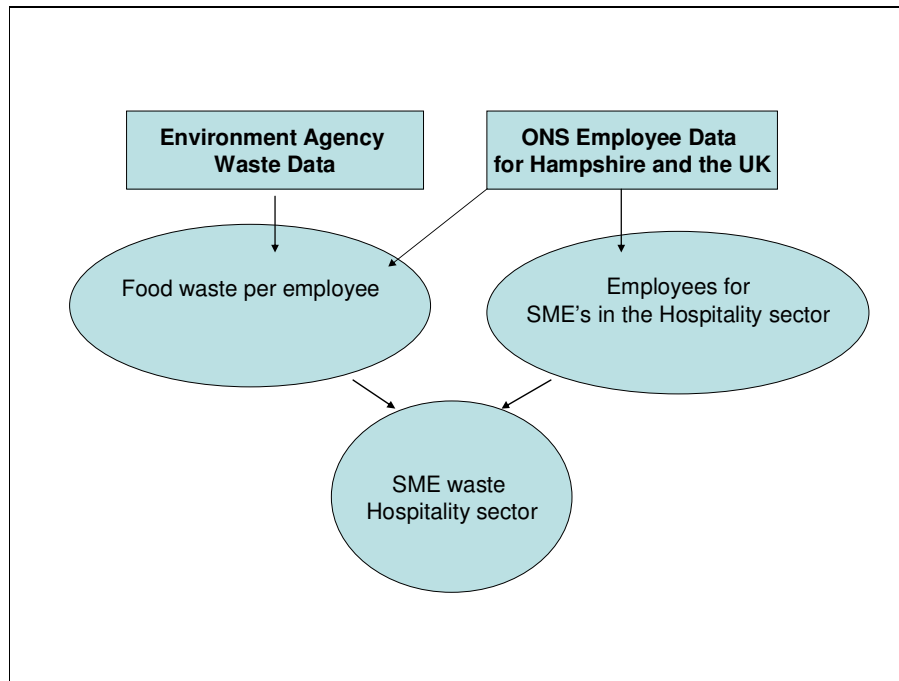 Environment Agency
Waste Data
ONS Employee Data
for Hampshire and the UK
Food waste per employee
Employees for
SME's in the Hospitality sector
SME waste
Hospitality sector